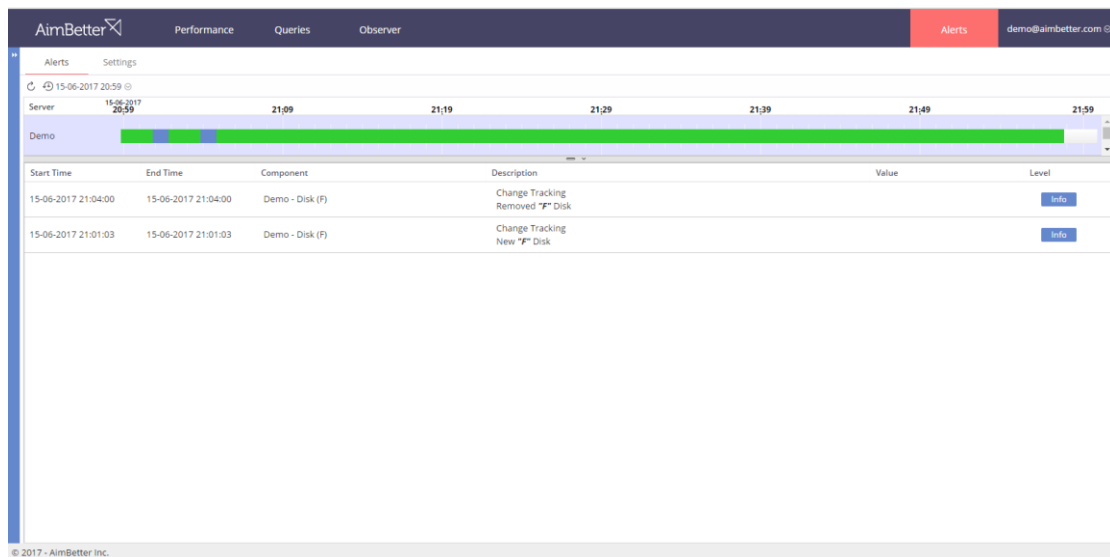 AimBetter Performance Queries Observer Alerts demo@aimbetter.com
Alerts Settings
15-06-2017 20:59
Server 15-06-2017 20:59 21:09 21:19 21:29 21:39 21:49 21:59
Demo
Start Time End Time Component Description Value Level
15-06-2017 21:04:00 15-06-2017 21:04:00 Demo - Disk (F) Change Tracking Info
Removed "F" Disk
15-06-2017 21:01:03 15-06-2017 21:01:03 Demo - Disk (F) Change Tracking Info
New "F" Disk
© 2017 - AimBetter Inc.